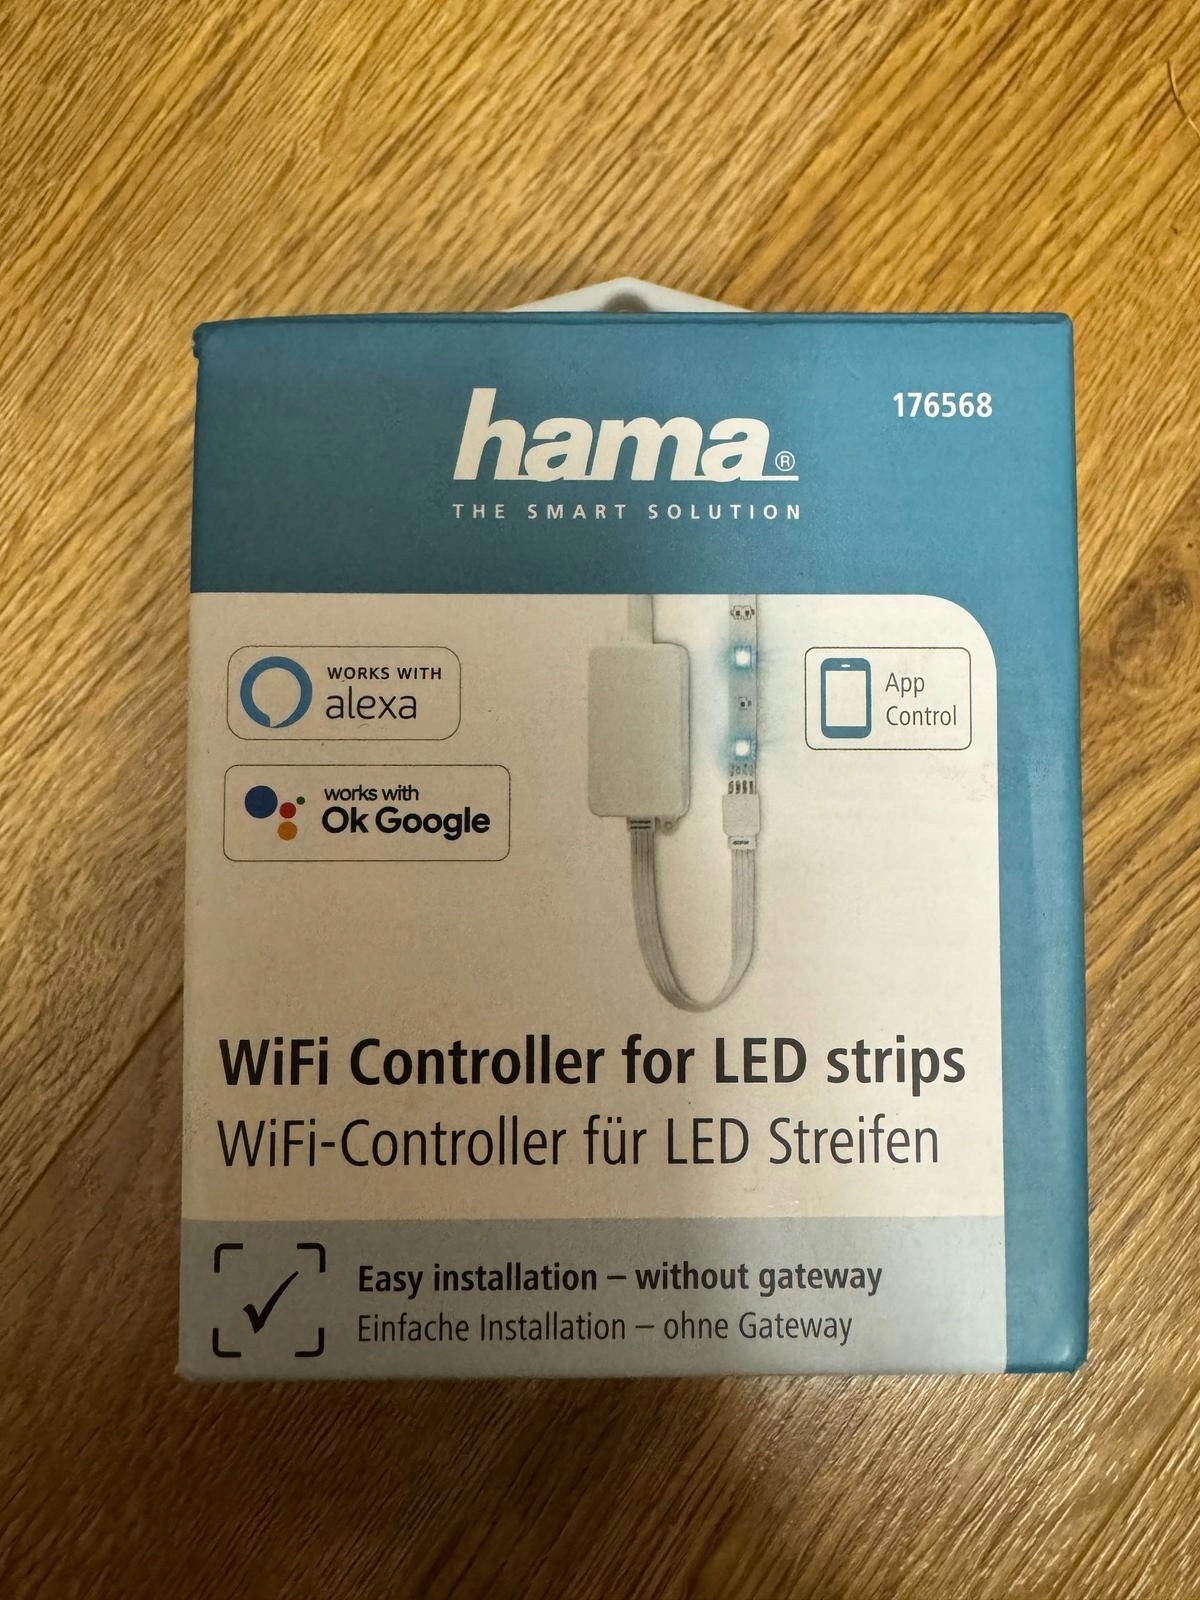 hama®
THE SMART SOLUTION
176568
WORKS WITH
alexa
works with
Ok Google
App
Control
WiFi Controller for LED strips
WiFi-Controller für LED Streifen
Easy installation – without gateway
Einfache Installation – ohne Gateway